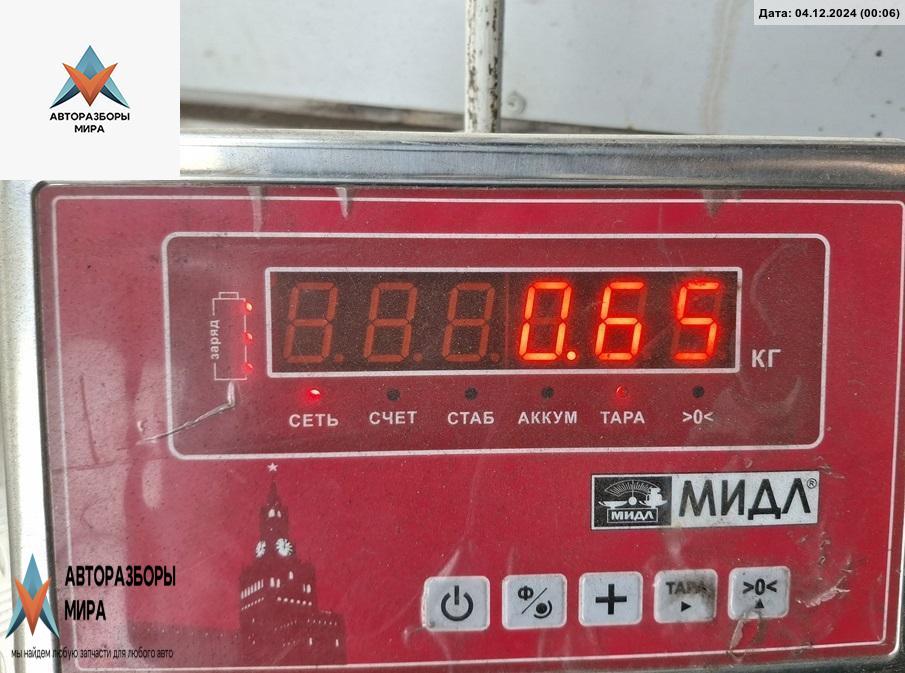 Дата: 04.12.2024 (00:06)
АВТОРАЗБОРЫ
МИРА
заряд
0.65
КГ
СЕТЬ СЧЕТ СТАБ АККУМ ТАРА >0<
МИДЛ МИДЛ®
АВТОРАЗБОРЫ
МИРА
мы найдем любую запчасти для любого авто
Ф/ + ТАРА >0<